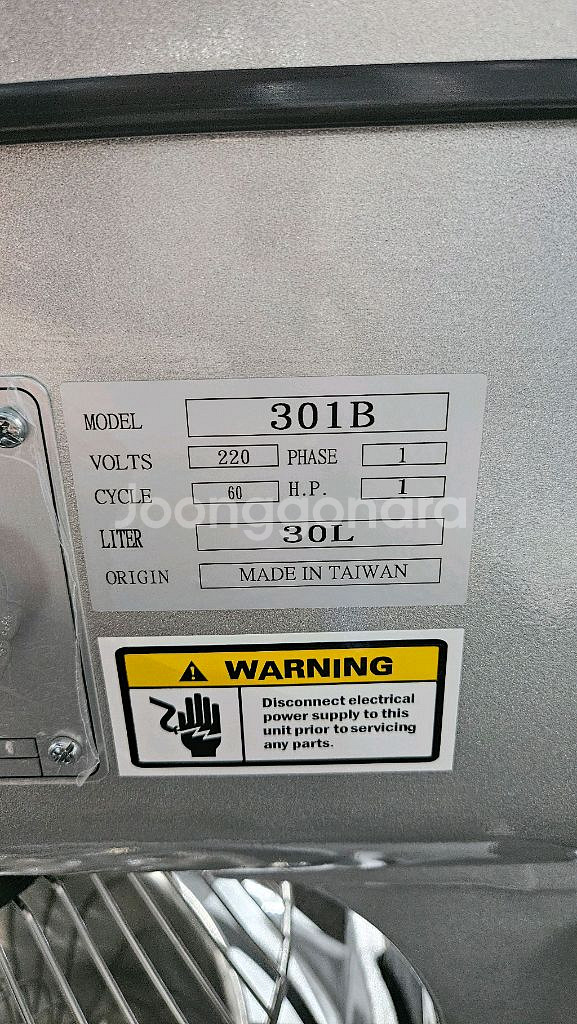 MODEL 301B
VOLTS 220 PHASE 1
CYCLE 60 H.P. 1
Joongdonara
LITER 30L
ORIGIN MADE IN TAIWAN
WARNING
Disconnect electrical
power supply to this
unit prior to servicing
any parts.